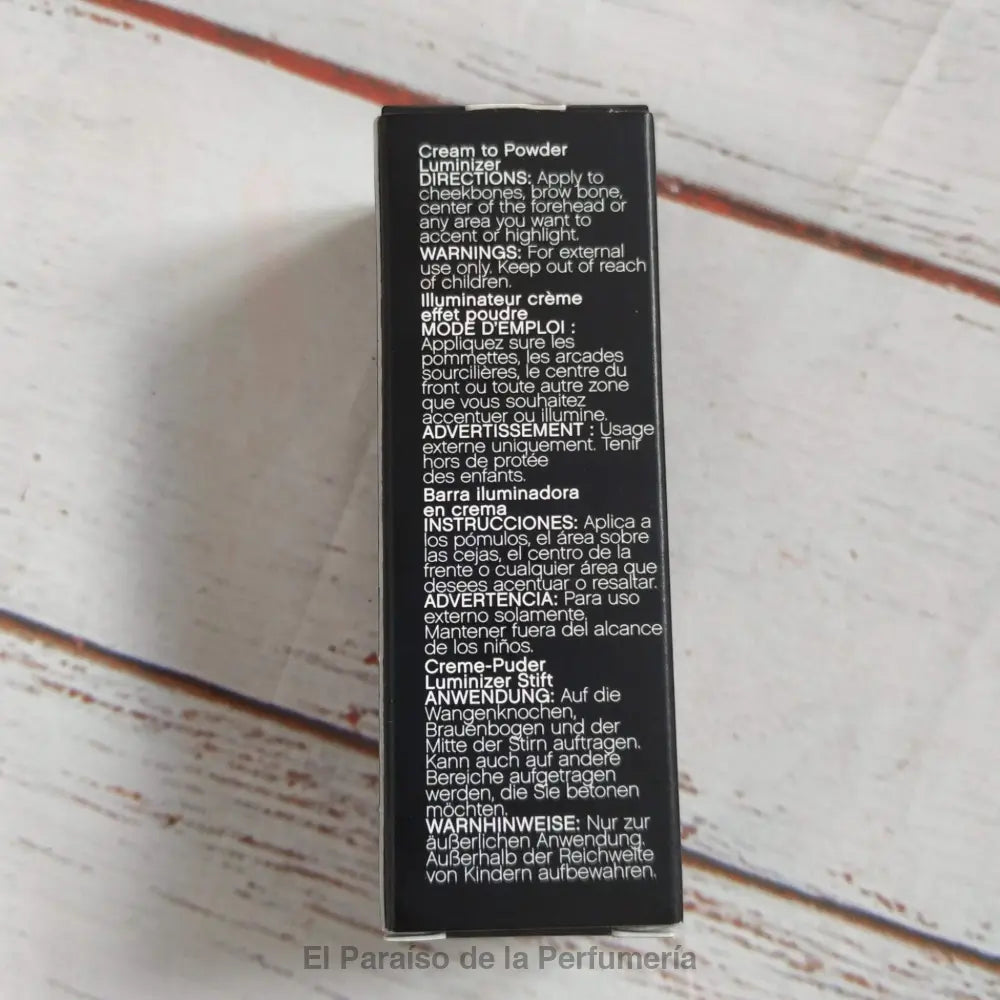 Cream to Powder
Luminizer
DIRECTIONS: Apply to
cheekbones, brow bone,
center of the forehead or
any area you want to
accent or highlight.
WARNINGS: For external
use only. Keep out of reach
of children.
Illuminateur crème
effet poudre
MODE D'EMPLOI :
Appliquez sure les
pommettes, les arcades
sourcilières, le centre du
front ou toute autre zone
que vous souhaitez
accentuer ou illumine.
ADVERTISSEMENT : Usage
externe uniquement. Tenir
hors de protée
des enfants.
Barra iluminadora
en crema
INSTRUCCIONES: Aplica a
los pómulos, el área sobre
las cejas, el centro de la
frente o cualquier área que
desees acentuar o resaltar.
ADVERTENCIA: Para uso
externo solamente.
Mantener fuera del alcance
de los niños.
Creme-Puder
Luminizer Stift
ANWENDUNG: Auf die
Wangenknochen,
Brauenbogen und der
Mitte der Stirn auftragen.
Kann auch auf andere
Bereiche aufgetragen
werden, die Sie betonen
möchten.
WARNHINWEISE: Nur zur
äußerlichen Anwendung.
Außerhalb der Reichweite
von Kindern aufbewahren.
El Paraíso de la Perfumería